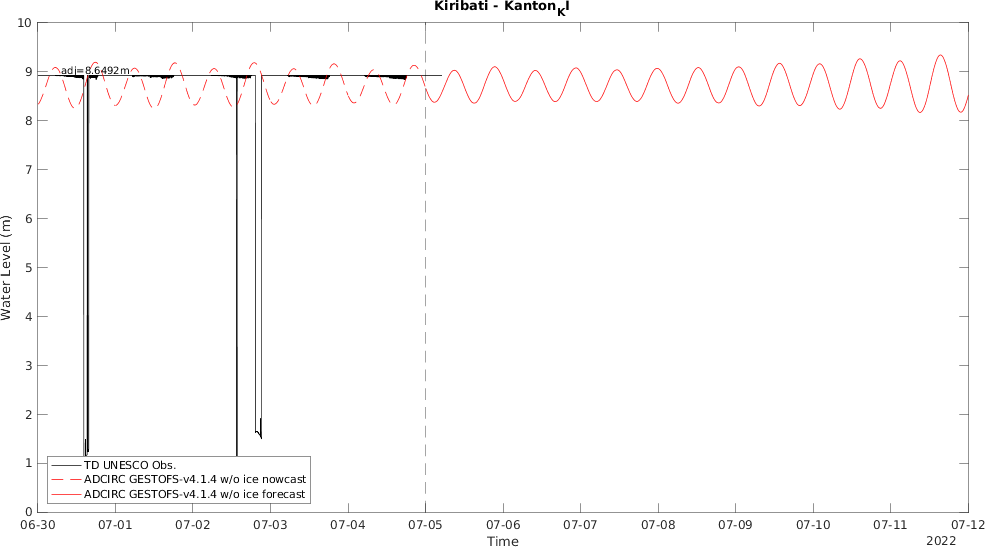 Kiribati - KantonKI
10
9
8
7
6
5
4
3
2
1
0
Water Level (m)
adj=8.6492m
TD UNESCO Obs.
ADCIRC GESTOFS-v4.1.4 w/o ice nowcast
ADCIRC GESTOFS-v4.1.4 w/o ice forecast
06-30 07-01 07-02 07-03 07-04 07-05 07-06 07-07 07-08 07-09 07-10 07-11 07-12
Time
2022